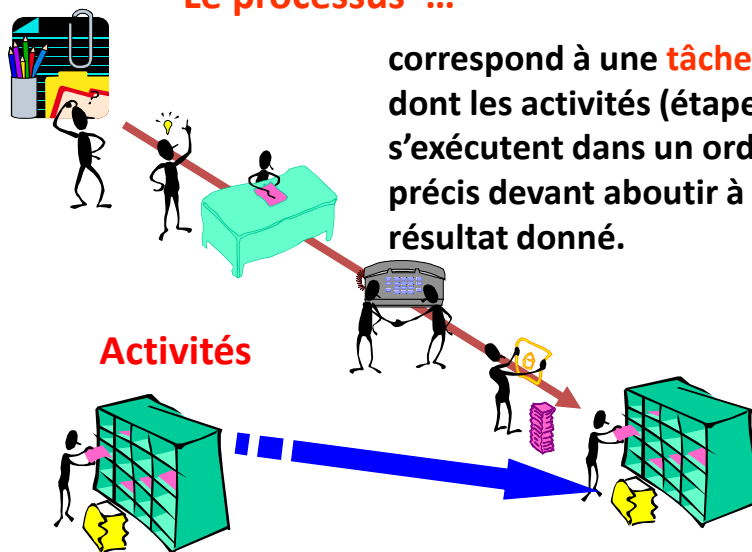 Le processus …
correspond à une tâche
dont les activités (étape
s’exécutent dans un ord
précis devant aboutir à
résultat donné.
Activités